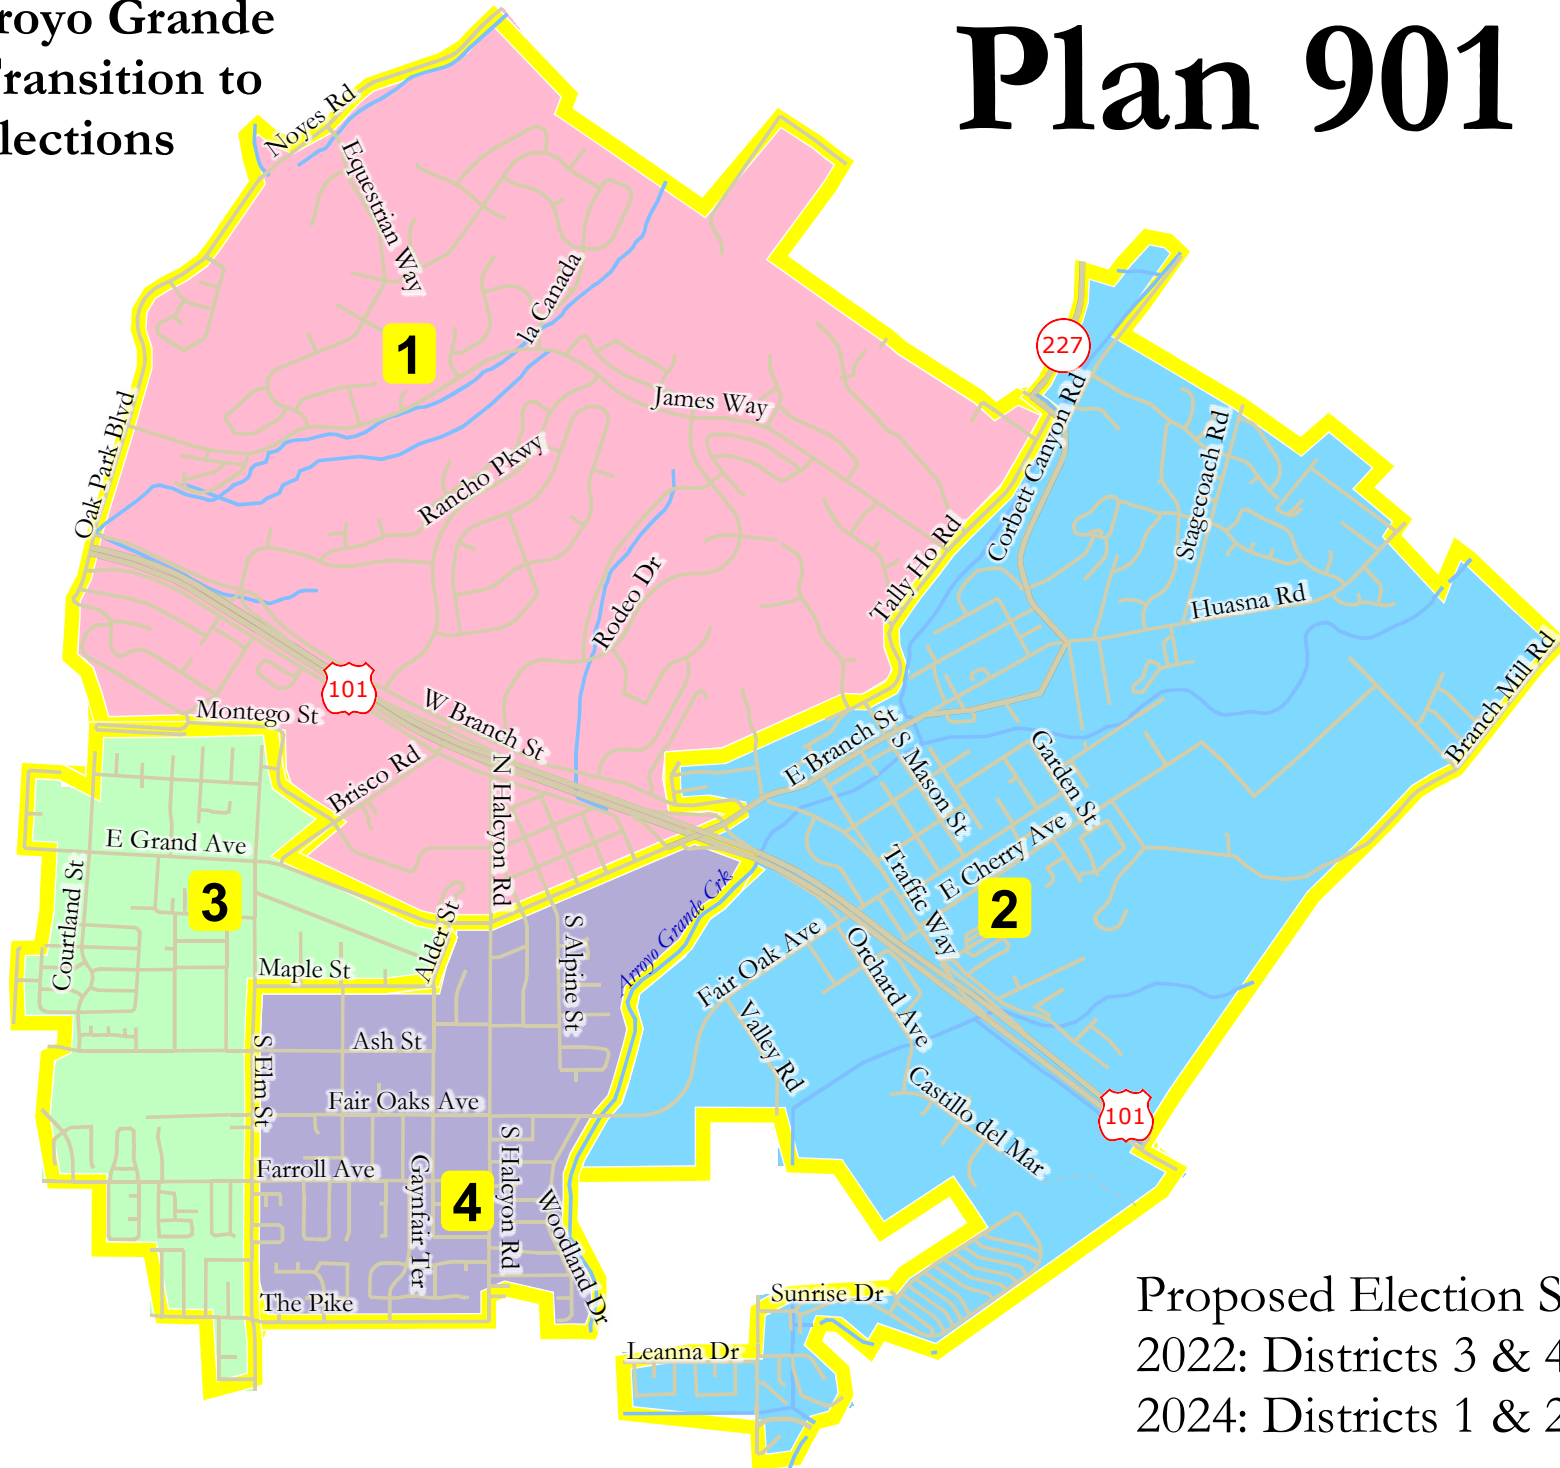 royo Grande
ransition to
lections
Plan 901
Noyes Rd
Equestrian Way
la Canada
227
1
Oak Park Blvd
James Way
Corbett Canyon Rd
Stagecoach Rd
Rancho Pkwy
Tally Ho Rd
Rodeo Dr
Huasna Rd
Branch Mill Rd
101
Montego St
W Branch St
E Branch St
S Mason St
Garden St
Brisco Rd
N Halcyon Rd
E Grand Ave
Courtland St
3
Traffic Way
E Cherry Ave
2
Arroyo Grande Crk
Alder St
S Alpine St
Fair Oak Ave
Orchard Ave
Maple St
Valley Rd
Ash St
S Elm St
Fair Oaks Ave
Castillo del Mar
101
Farroll Ave
Gaynfair Ter
4
S Halcyon Rd
Woodland Dr
The Pike
Sunrise Dr
Leanna Dr
Proposed Election S
2022: Districts 3 & 4
2024: Districts 1 & 2